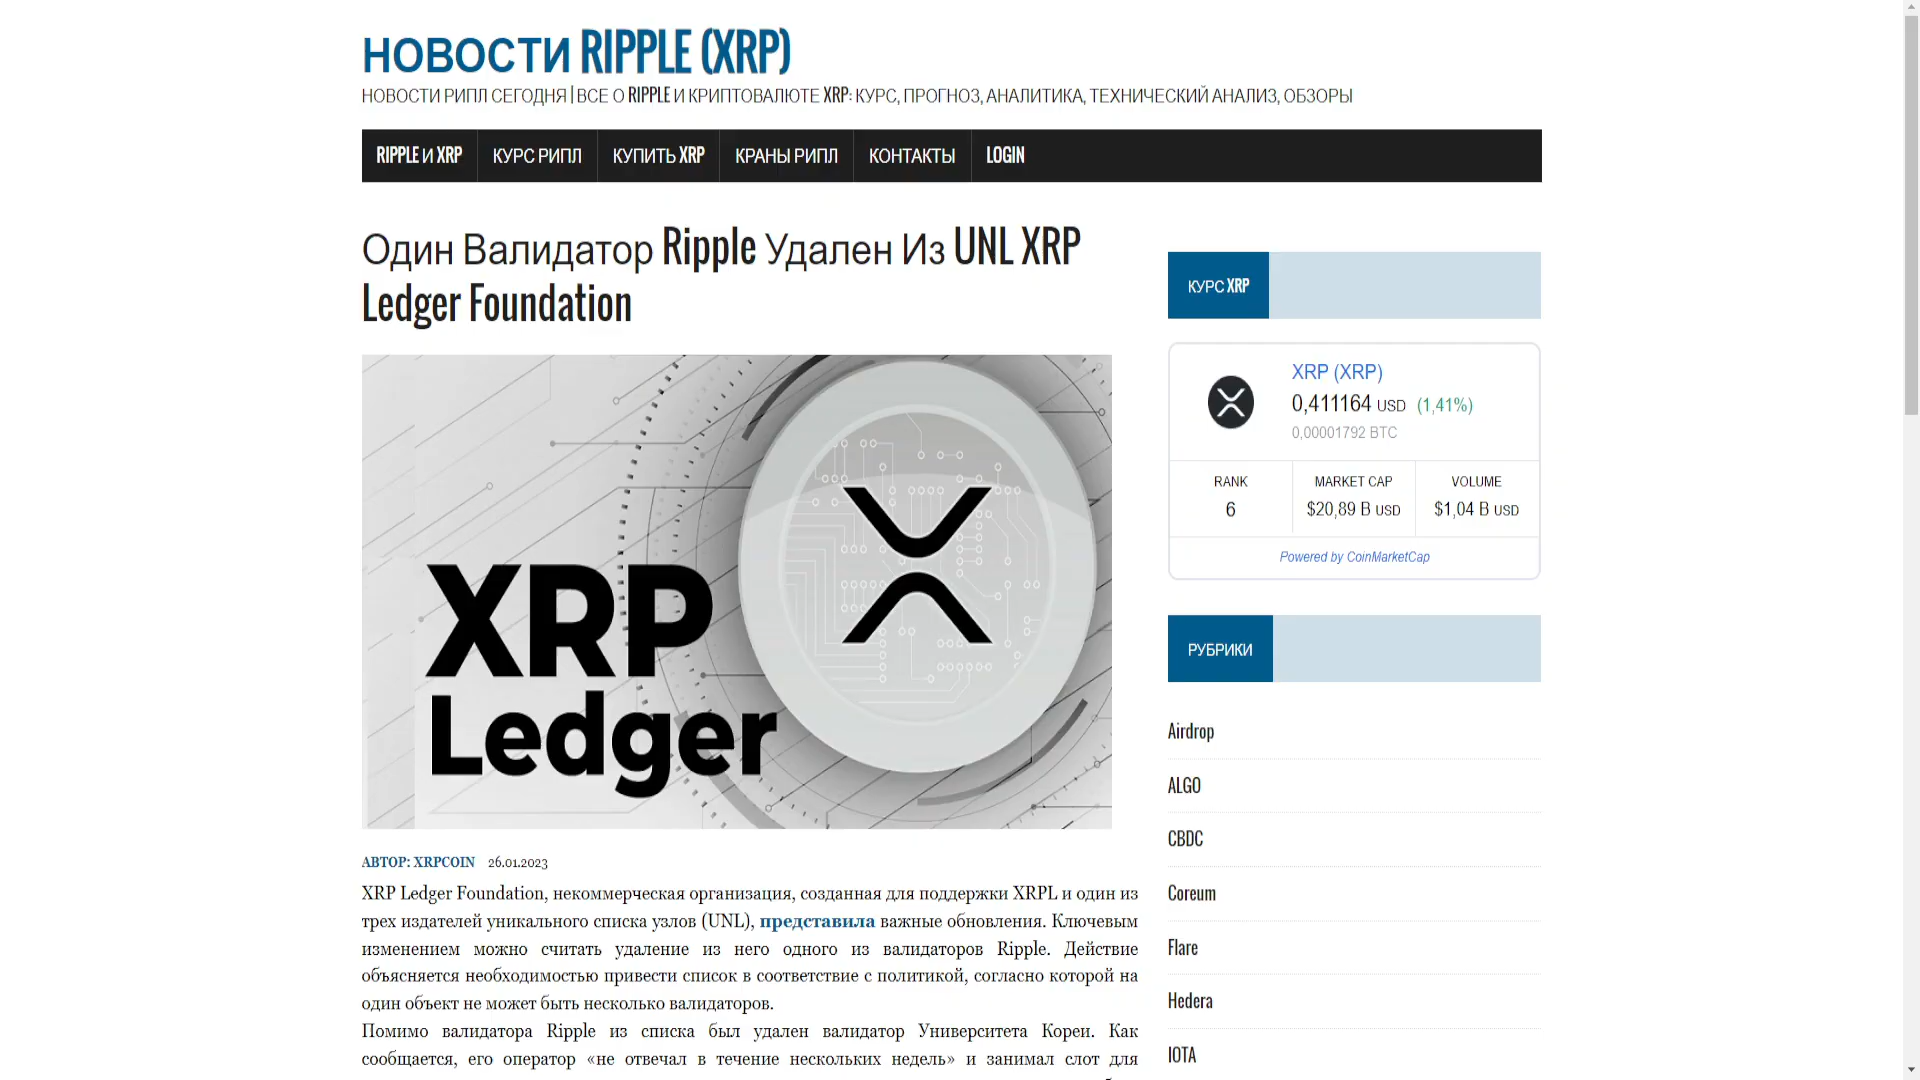 НОВОСТИ RIPPLE (XRP)
НОВОСТИ РИПЛ СЕГОДНЯ | ВСЕ О RIPPLE И КРИПТОВАЛЮТЕ XRP: КУРС, ПРОГНОЗ, АНАЛИТИКА, ТЕХНИЧЕСКИЙ АНАЛИЗ, ОБЗОРЫ
RIPPLE И XRP
КУРС РИПЛ
КУПИТЬ XRP
КРАНЫ РИПЛ
КОНТАКТЫ
LOGIN
Один Валидатор Ripple Удален Из UNL XRP
Ledger Foundation
XRP
Ledger
АВТОР: XRPCOIN 26.01.2023
XRP Ledger Foundation, некоммерческая организация, созданная для поддержки XRPL и один из
трех издателей уникального списка узлов (UNL), представила важные обновления. Ключевым
изменением можно считать удаление из него одного из валидаторов Ripple. Действие
объясняется необходимостью привести список в соответствие с политикой, согласно которой на
один объект не может быть несколько валидаторов.
Помимо валидатора Ripple из списка был удален валидатор Университета Кореи. Как
сообщается, его оператор «не отвечал в течение нескольких недель» и занимал слот для
КУРС XRP
XRP (XRP)
0,411164 USD (1,41%)
0,00001792 BTC
RANK
6
MARKET CAP
$20,89 B USD
VOLUME
$1,04 B USD
Powered by CoinMarketCap
РУБРИКИ
Airdrop
ALGO
CBDC
Coreum
Flare
Hedera
IOTA